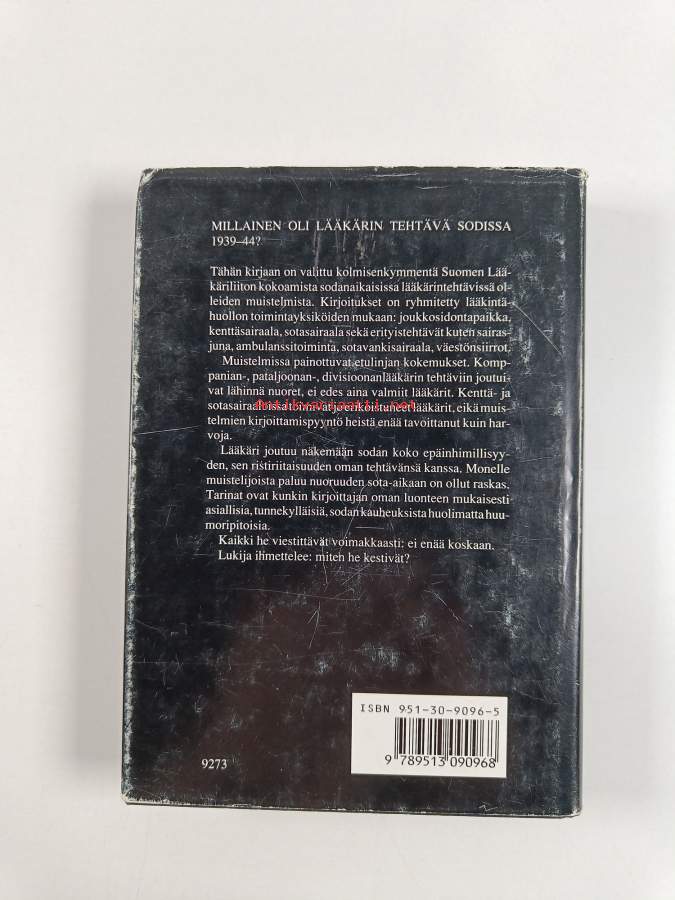 MILLAINEN OLI LÄÄKÄRIN TEHTÄVÄ SODISSA
1939–44?
Tähän kirjaan on valittu kolmisenkymmentä Suomen Lää-
käriliiton kokoamista sodanaikaisissa lääkärintehtävissä ol-
leiden muistelmista. Kirjoitukset on ryhmitetty lääkintä-
huollon toimintayksiköiden mukaan: joukkosidontapaikka,
kenttäsairaala, sotasairaala sekä erityistehtävät kuten sairas-
juna, ambulanssitoiminta, sotavankisairaala, väestönsiirrot.
Muistelmissa painottuvat etulinjan kokemukset. Komp-
panian-, pataljoonan-, divisioonanlääkärin tehtäviin joutui-
vat lähinnä nuoret, ei edes aina valmiit lääkärit. Kenttä- ja
sotasairaaloissa toimivat jo erikoistuneet lääkärit, eikä muis-
telmien kirjoittamispyyntö heistä enää tavoittanut kuin har-
voja.
Lääkäri joutuu näkemään sodan koko epäinhimillisyy-
den, sen ristiriitaisuuden oman tehtävänsä kanssa. Monelle
muistelijoista paluu nuoruuden sota-aikaan on ollut raskas.
Tarinat ovat kunkin kirjoittajan oman luonteen mukaisesti
asiallisia, tunnekylläisiä, sodan kauheuksista huolimatta huu-
moripitoisia.
Kaikki he viestittävät voimakkaasti: ei enää koskaan.
Lukija ihmettelee: miten he kestivät?
ISBN 951-30-9096-5
9 789513 090968
9273